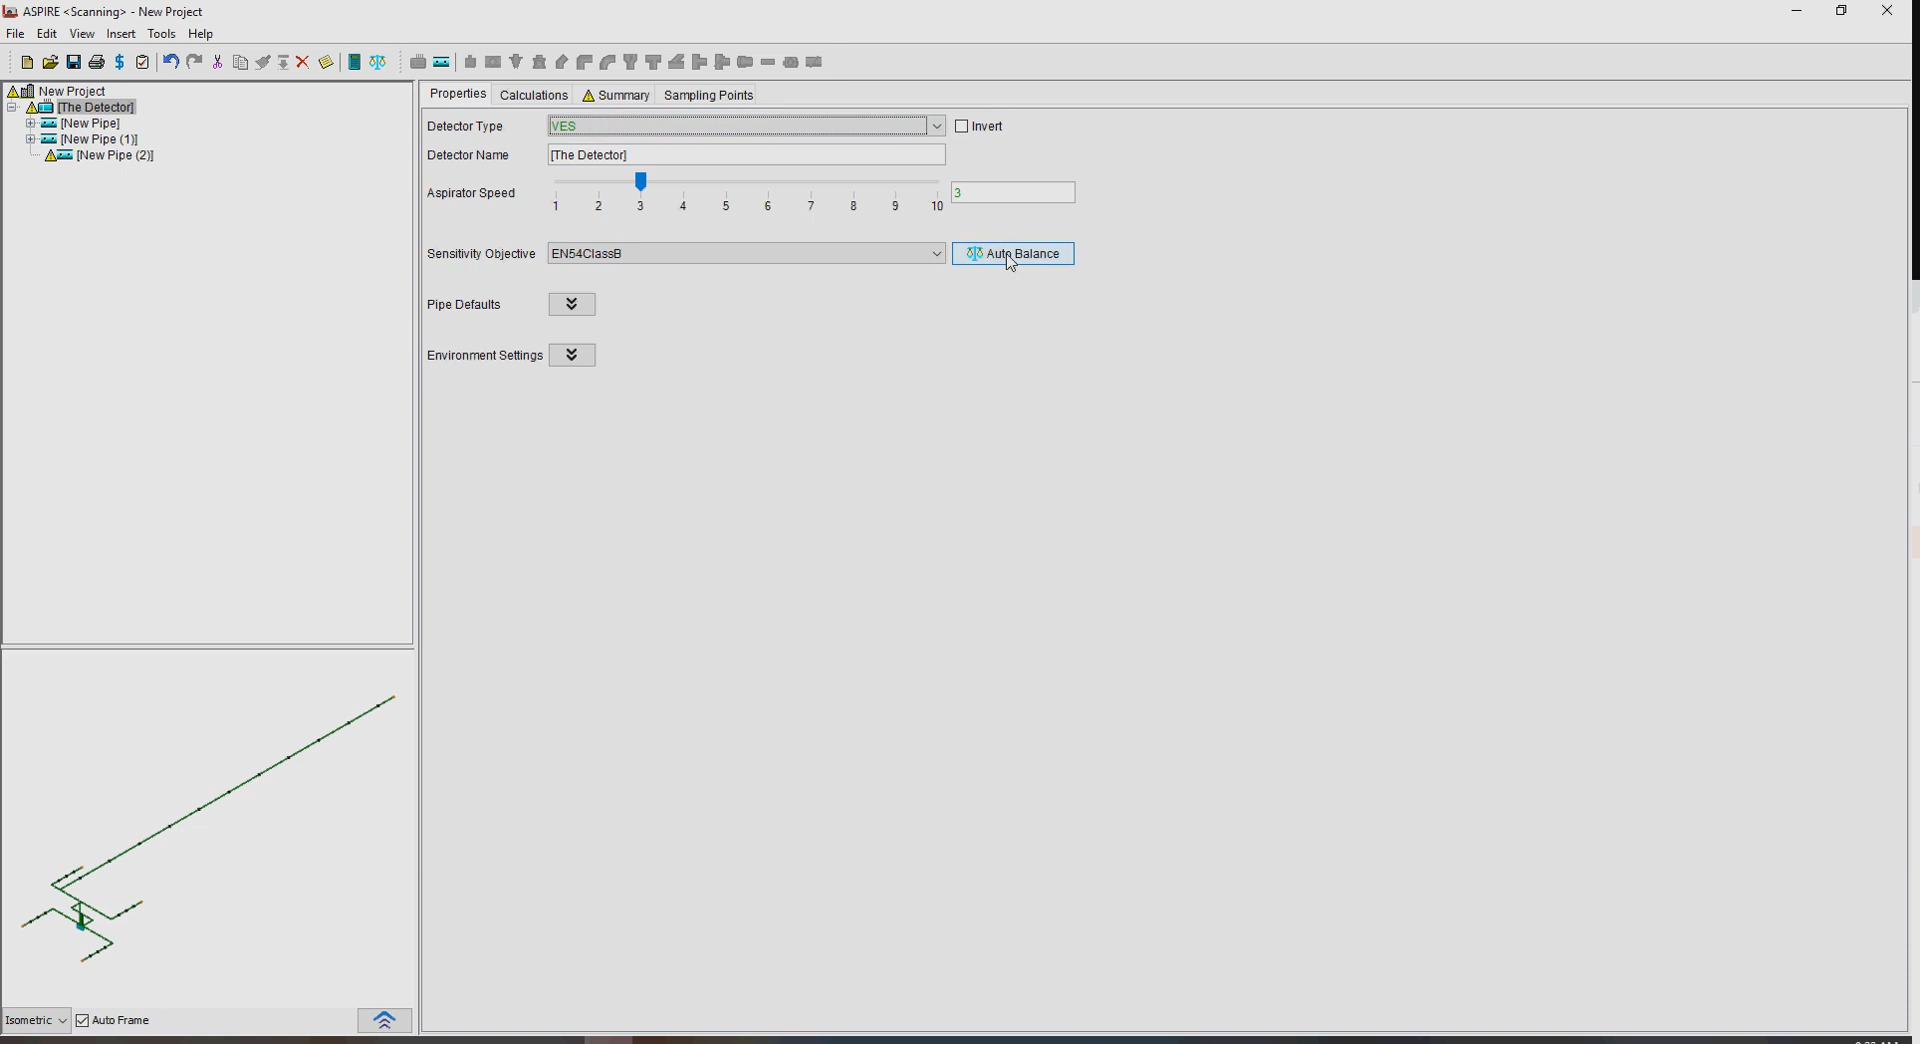 ASPIRE <Scanning> - New Project
File Edit View Insert Tools Help
New Project
[The Detector]
[New Pipe]
[New Pipe (1)]
[New Pipe (2)]
Properties Calculations Summary Sampling Points
Detector Type VES Invert
Detector Name [The Detector]
Aspirator Speed 3
1 2 3 4 5 6 7 8 9 10
Sensitivity Objective EN54ClassB Auto Balance
Pipe Defaults
Environment Settings
Isometric Auto Frame